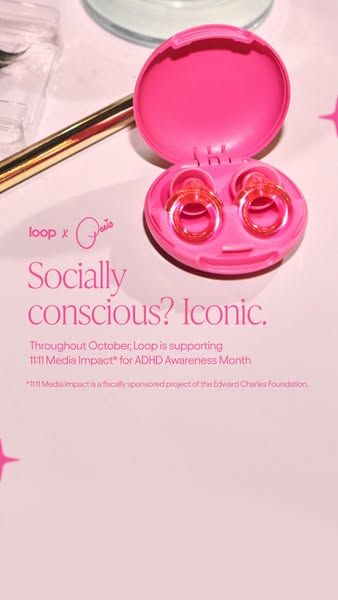 loop x Paris
Socially
conscious? Iconic.
Throughout October, Loop is supporting
11:11 Media Impact* for ADHD Awareness Month
* 11:11 Media Impact is a fiscally sponsored project of the Edward Charles Foundation.